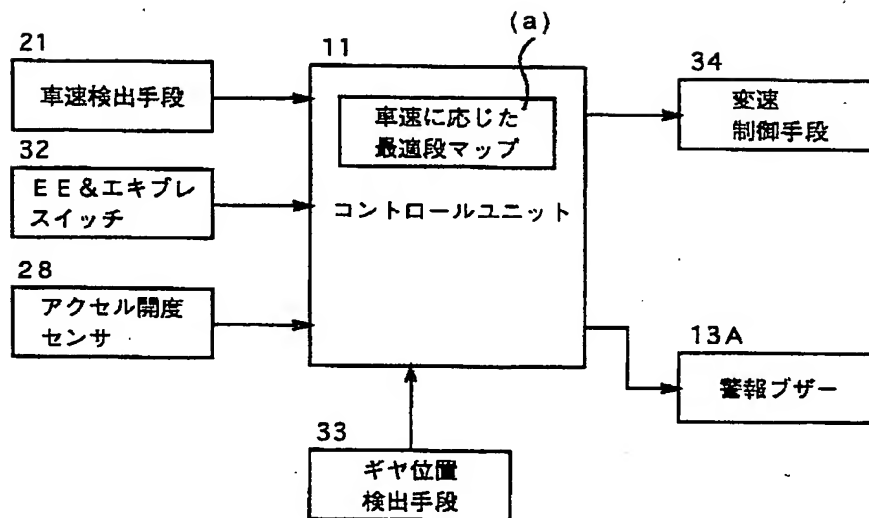 (a)
21
11
34
車速検出手段
車速に応じた
最適段マップ
変速
制御手段
32
EE&エキブレ
スイッチ
コントロールユニット
28
アクセル開度
センサ
13A
警報ブザー
33
ギヤ位置
検出手段